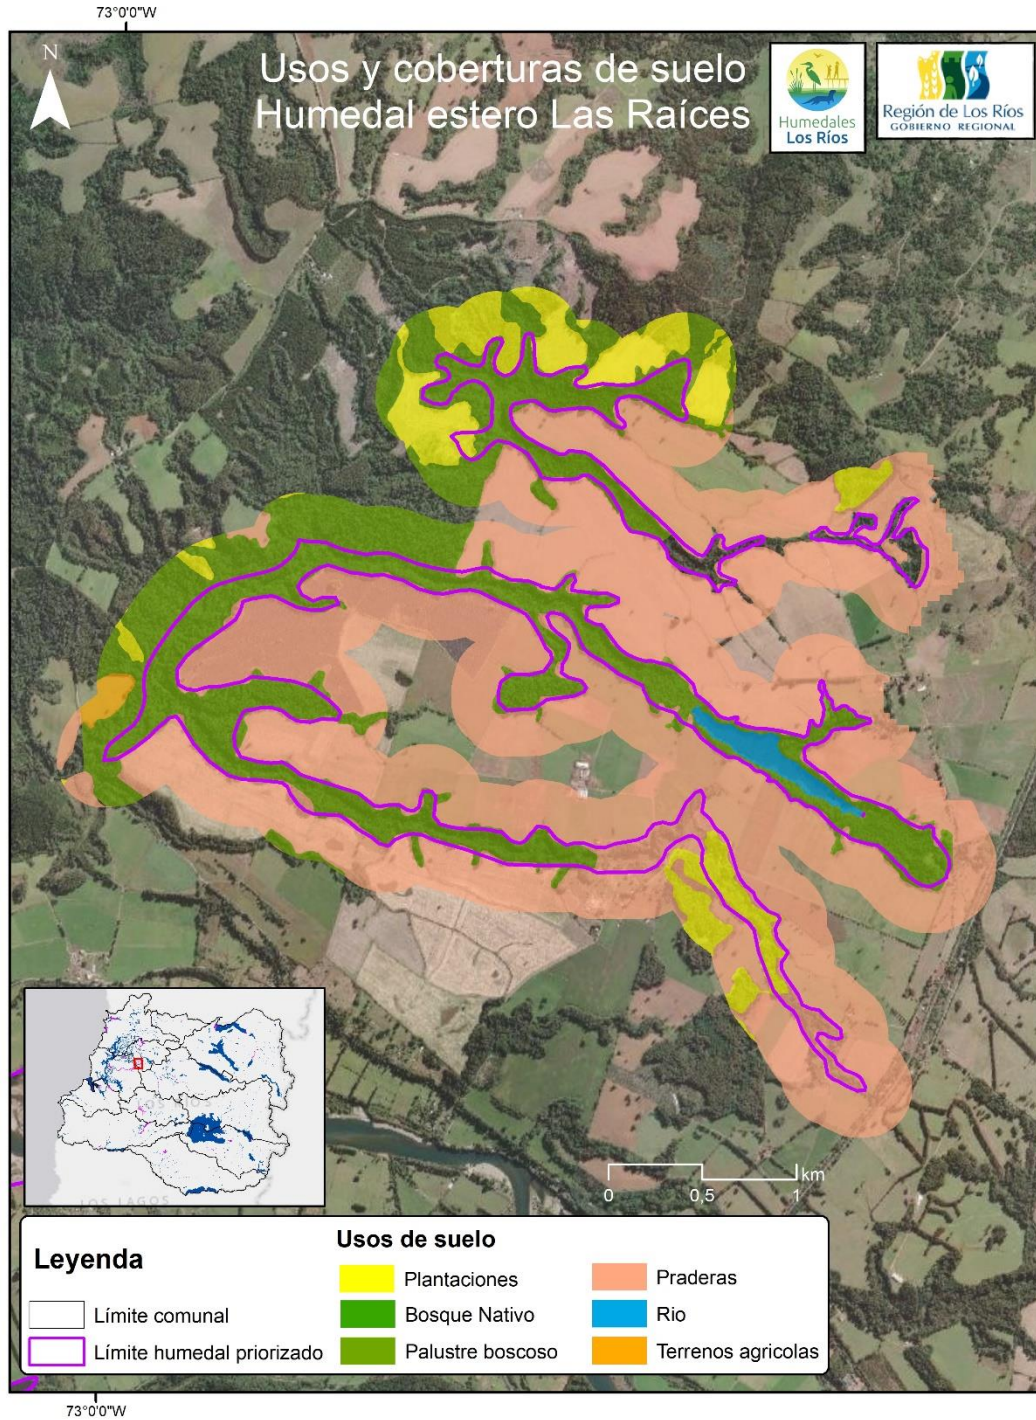 73°0'0"W
N
Usos y coberturas de suelo
Humedal estero Las Raíces
Humedales
Los Ríos
Región de Los Ríos
GOBIERNO REGIONAL
LOS LAGOS
km
0 0,5 1
Leyenda
Límite comunal
Límite humedal priorizado
Usos de suelo
Plantaciones
Bosque Nativo
Palustre boscoso
Praderas
Rio
Terrenos agricolas
73°0'0"W